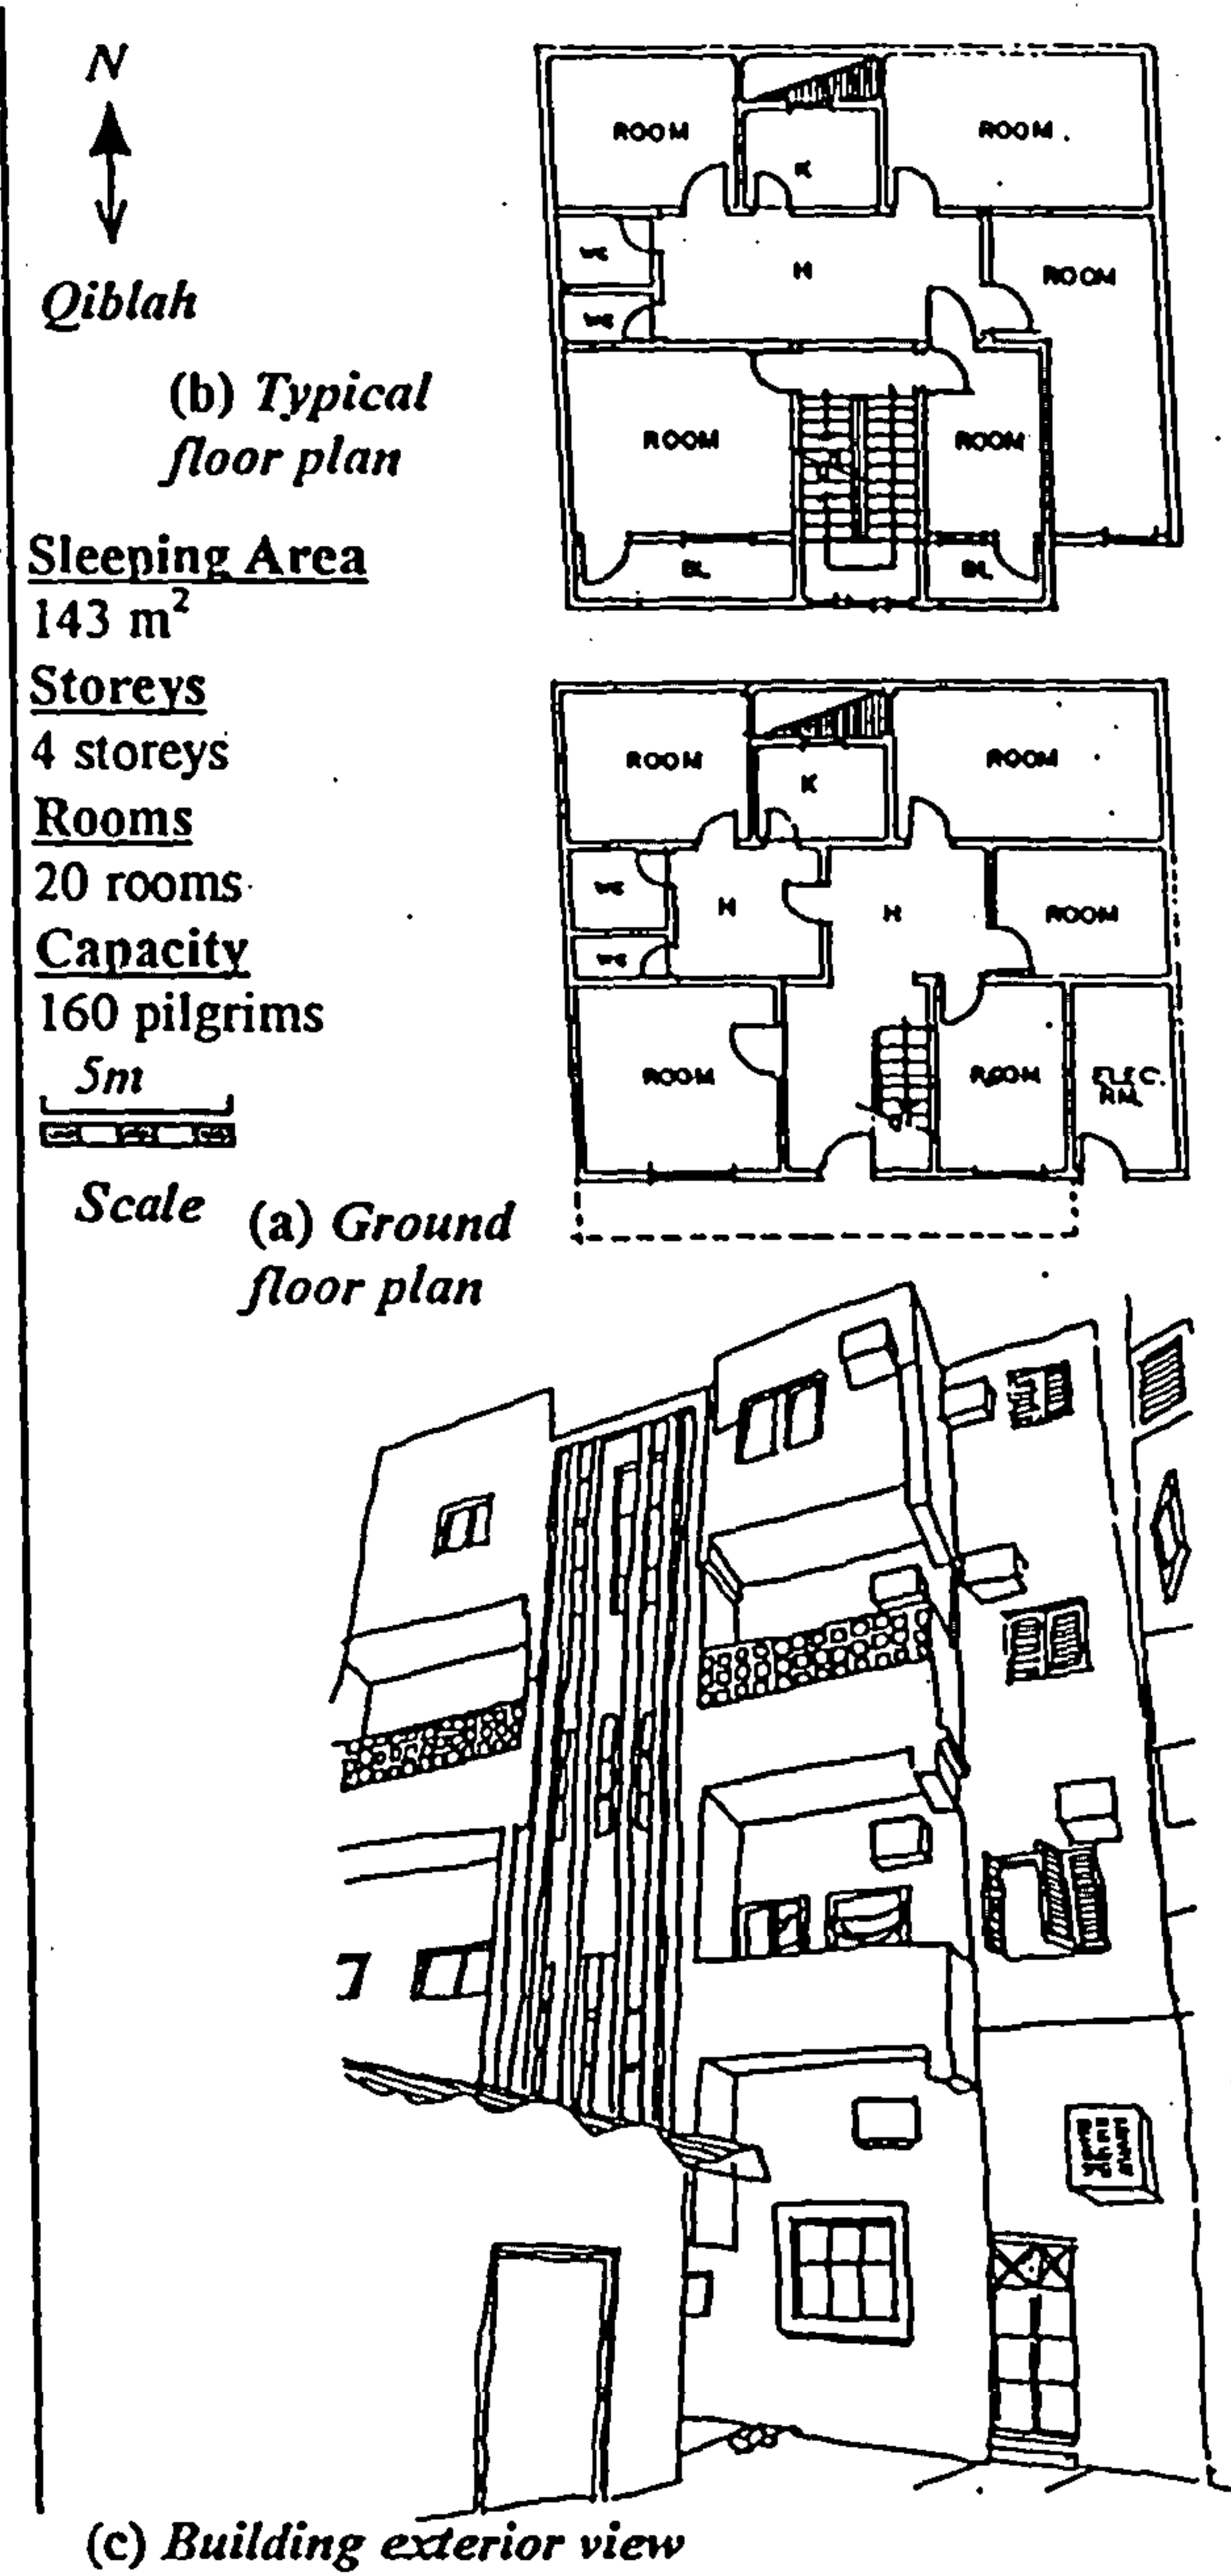 N
Qiblah
(b) Typical
floor plan
Sleeping Area
143 m²
Storeys
4 storeys
Rooms
20 rooms
Capacity
160 pilgrims
5m
Scale
ROOM
ROOM
K
WC
H
ROOM
WC
ROOM
ROOM
BL
BL
(a) Ground
floor plan
ROOM
ROOM
K
WC
H
H
ROOM
WC
ROOM
ROOM
ELEC.
RM.
(c) Building exterior view